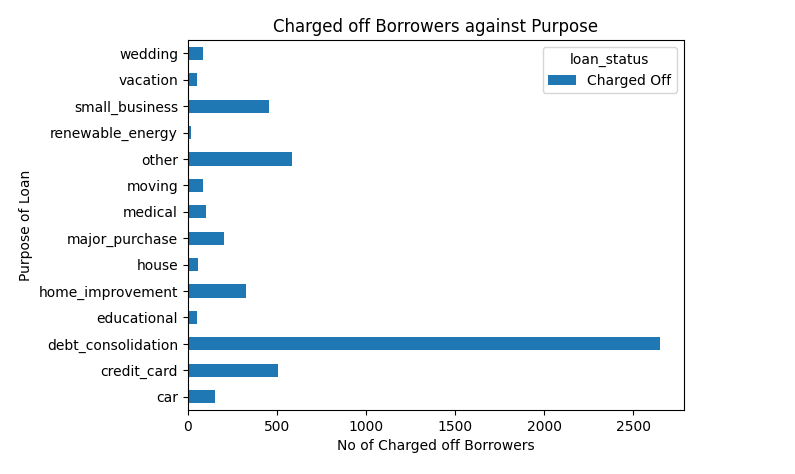 Charged off Borrowers against Purpose
loan_status
Charged Off
Purpose of Loan
wedding
vacation
small_business
renewable_energy
other
moving
medical
major_purchase
house
home_improvement
educational
debt_consolidation
credit_card
car
0 500 1000 1500 2000 2500
No of Charged off Borrowers